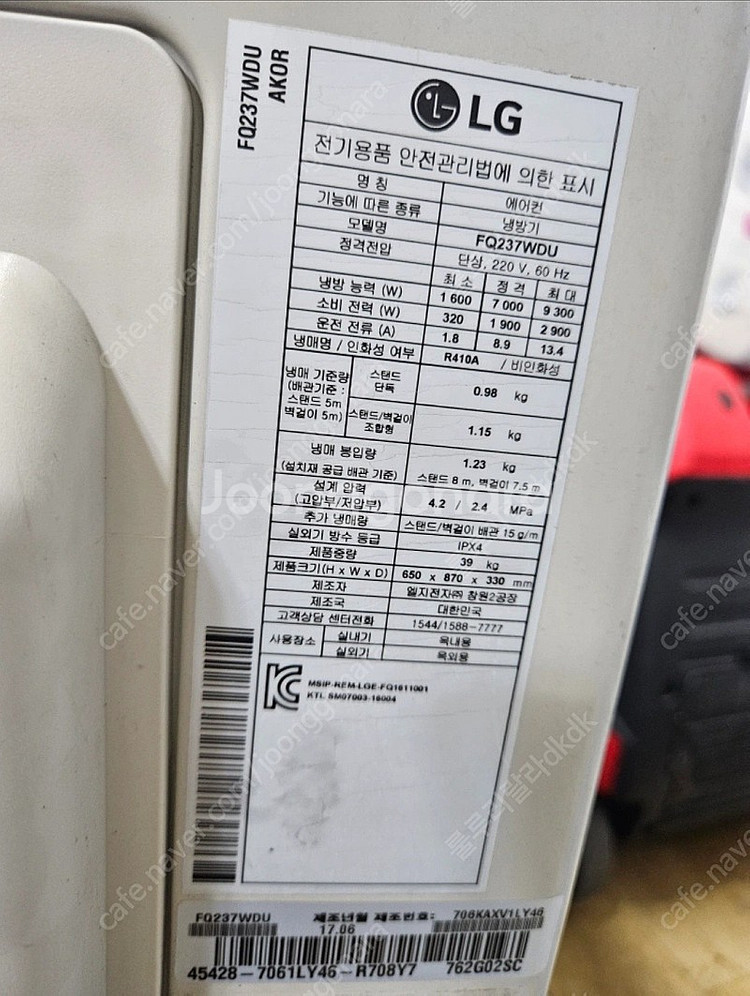 FQ237WDU
AKOR
LG
전기용품 안전관리법에 의한 표시
명 칭 에어컨
기능에 따른 종류 냉방기
모델명 FQ237WDU
정격전압 단상, 220 V, 60 Hz
최 소 정 격 최 대
냉방 능력 (W) 1 600 7 000 9 300
소비 전력 (W) 320 1 900 2 900
운전 전류 (A) 1.8 8.9 13.4
냉매명 / 인화성 여부 R410A / 비인화성
냉매 기준량
(배관기준 :
스탠드 5m
벽걸이 5m)
스탠드
단독
0.98 kg
스탠드/벽걸이
조합형
1.15 kg
냉매 봉입량
(설치재 공급 배관 기준)
1.23 kg
스탠드 8 m, 벽걸이 7.5 m
설계 압력
(고압부/저압부)
4.2 / 2.4 MPa
추가 냉매량 스탠드/벽걸이 배관 15 g/m
실외기 방수 등급 IPX4
제품중량 39 kg
제품크기(H x W x D) 650 x 870 x 330 mm
제조자 엘지전자㈜ 창원2공장
제조국 대한민국
고객상담 센터전화 1544/1588-7777
사용장소
실내기 옥내용
실외기 옥외용
MSIP-REM-LGE-FQ1611001
KTL SM07003-16004
FQ237WDU 제조년월 제조번호: 706KAXV1LY46
17.06
45428-7061LY46-R708Y7 762G02SC
Joonggonara
cafe.naver.com/joonggonara